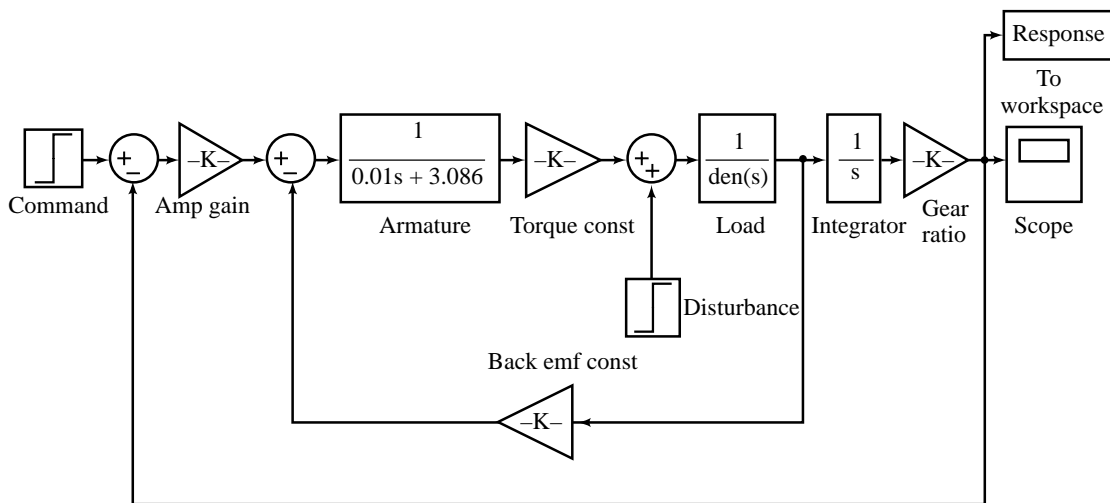 Response
To
workspace
+
−
–K–
+
−
1
0.01s + 3.086
–K–
+
+
1
den(s)
1
s
–K–
Command
Amp gain
Armature
Torque const
Load
Integrator
Gear
ratio
Scope
Disturbance
Back emf const
–K–